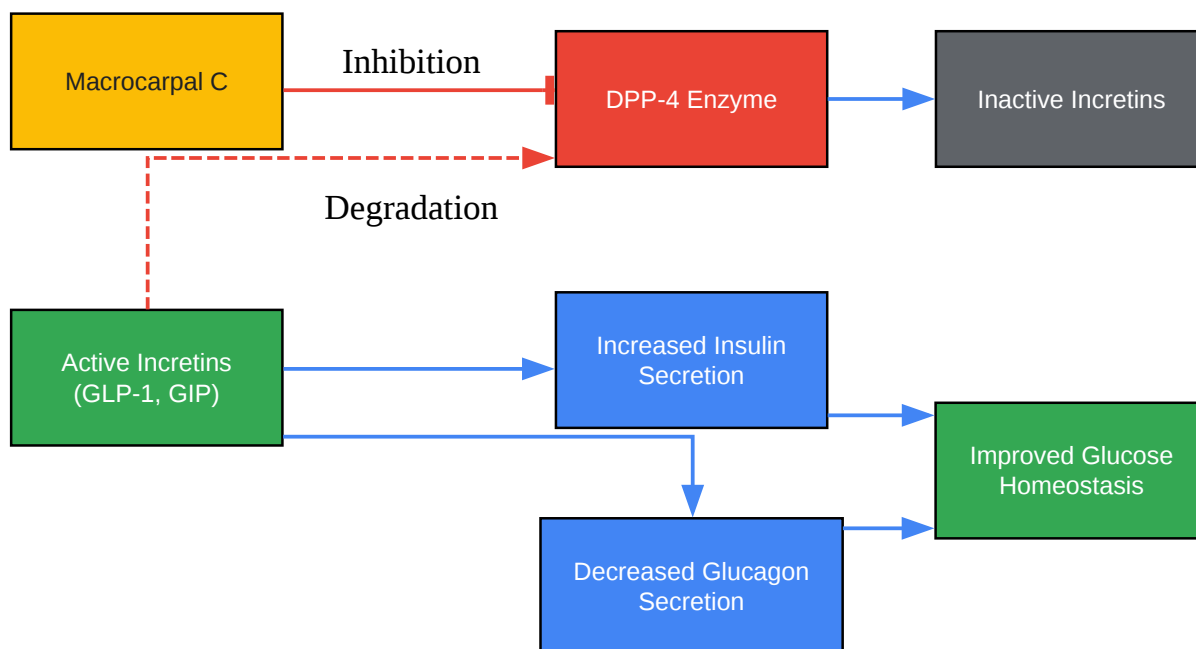 Macrocarpal C
Inhibition
DPP-4 Enzyme
Inactive Incretins
Degradation
Active Incretins
(GLP-1, GIP)
Increased Insulin
Secretion
Improved Glucose
Homeostasis
Decreased Glucagon
Secretion